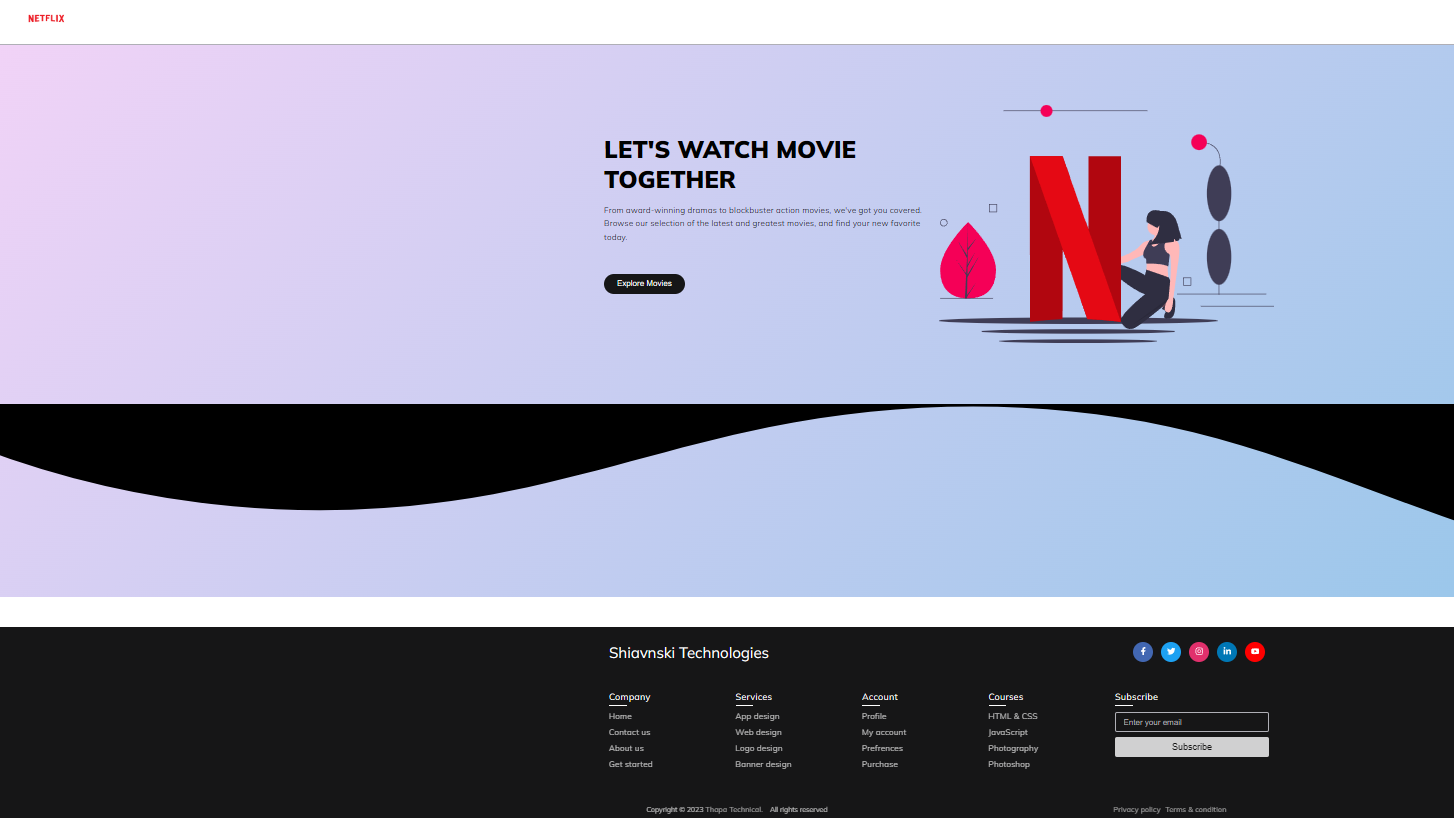 NETFLIX
LET'S WATCH MOVIE
TOGETHER
From award-winning dramas to blockbuster action movies, we've got you covered.
Browse our selection of the latest and greatest movies, and find your new favorite
today.
Explore Movies
N
Shiavnski Technologies
Company
Home
Contact us
About us
Get started
Services
App design
Web design
Logo design
Banner design
Account
Profile
My account
Prefrences
Purchase
Courses
HTML & CSS
JavaScript
Photography
Photoshop
Subscribe
Enter your email
Subscribe
Copyright © 2023 Thapa Technical. All rights reserved
Privacy policy Terms & condition